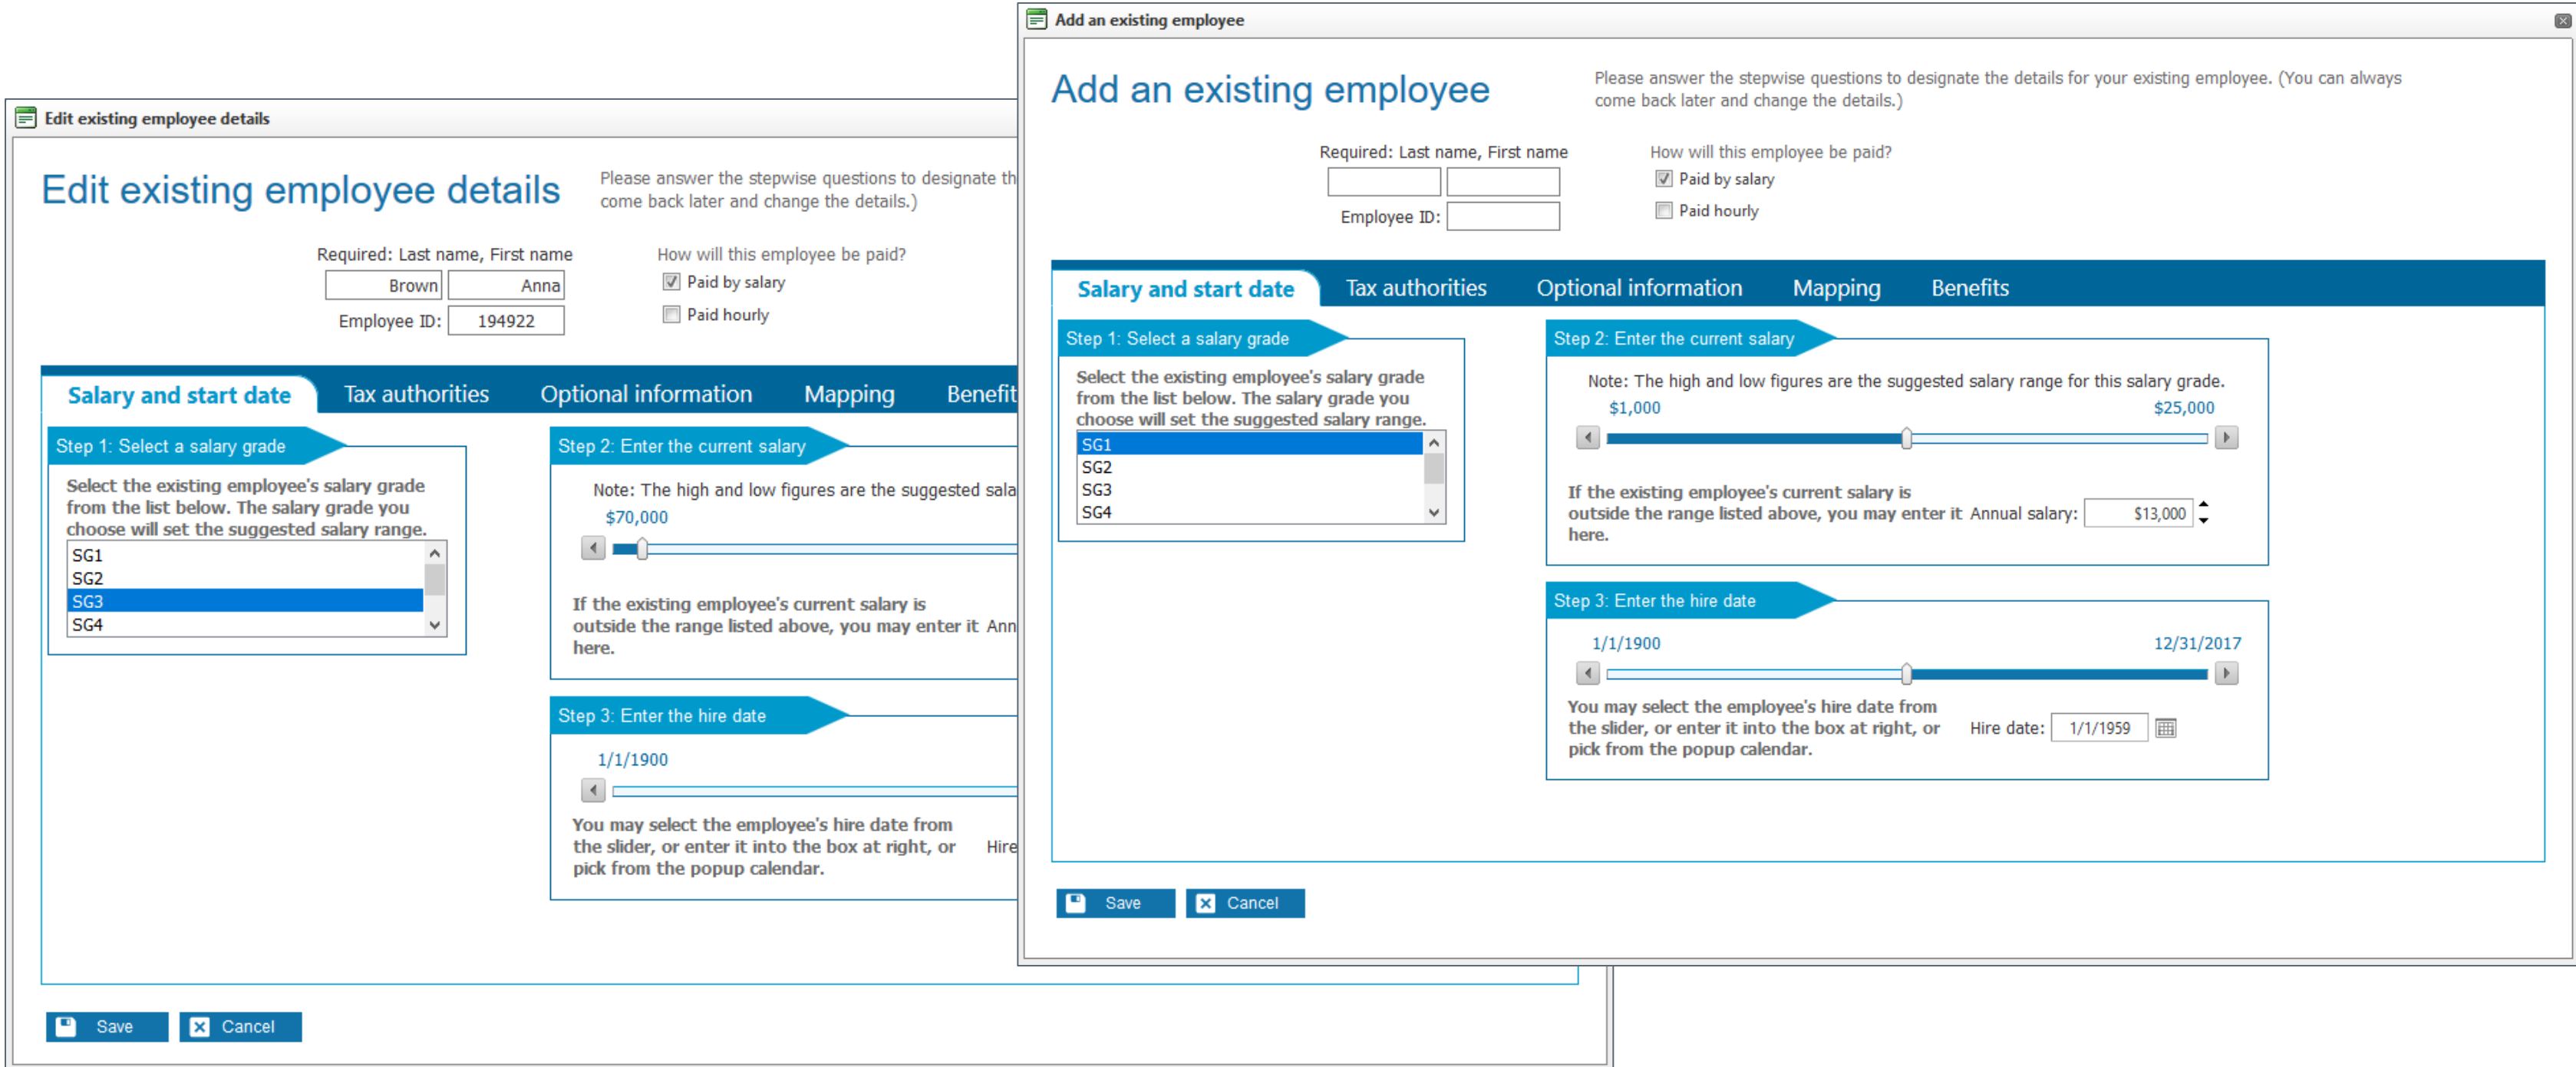 Edit existing employee details
Edit existing employee details
Please answer the stepwise questions to designate th
come back later and change the details.)
Required: Last name, First name
Brown Anna
Employee ID: 194922
How will this employee be paid?
Paid by salary
Paid hourly
Salary and start date Tax authorities Optional information Mapping Benefit
Step 1: Select a salary grade
Select the existing employee's salary grade
from the list below. The salary grade you
choose will set the suggested salary range.
SG1
SG2
SG3
SG4
Step 2: Enter the current salary
Note: The high and low figures are the suggested sala
$70,000
If the existing employee's current salary is
outside the range listed above, you may enter it Ann
here.
Step 3: Enter the hire date
1/1/1900
You may select the employee's hire date from
the slider, or enter it into the box at right, or Hire
pick from the popup calendar.
Save Cancel
Add an existing employee
Add an existing employee
Please answer the stepwise questions to designate the details for your existing employee. (You can always
come back later and change the details.)
Required: Last name, First name
Employee ID:
How will this employee be paid?
Paid by salary
Paid hourly
Salary and start date Tax authorities Optional information Mapping Benefits
Step 1: Select a salary grade
Select the existing employee's salary grade
from the list below. The salary grade you
choose will set the suggested salary range.
SG1
SG2
SG3
SG4
Step 2: Enter the current salary
Note: The high and low figures are the suggested salary range for this salary grade.
$1,000 $25,000
If the existing employee's current salary is
outside the range listed above, you may enter it Annual salary: $13,000
here.
Step 3: Enter the hire date
1/1/1900 12/31/2017
You may select the employee's hire date from
the slider, or enter it into the box at right, or Hire date: 1/1/1959
pick from the popup calendar.
Save Cancel